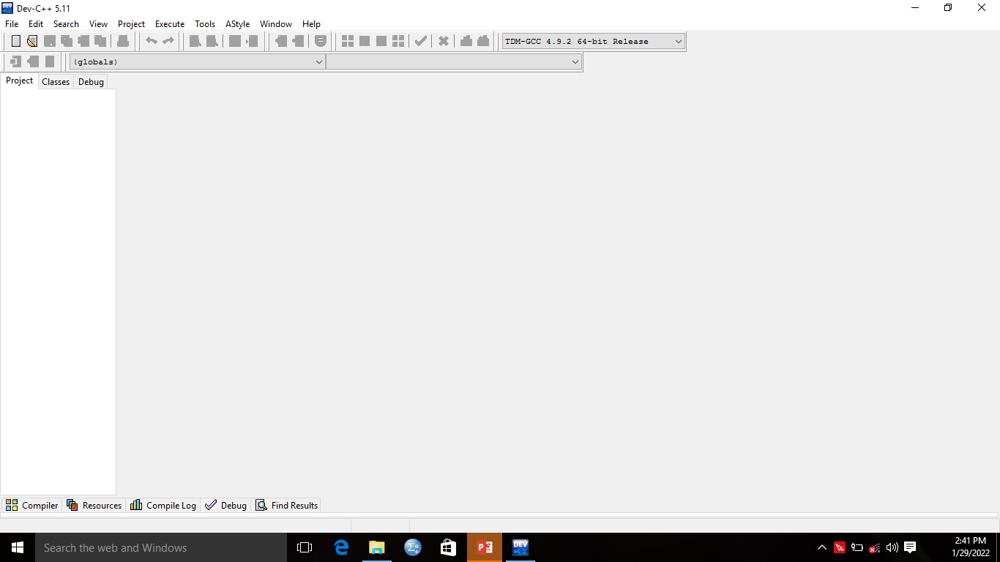 Dev-C++ 5.11
File Edit Search View Project Execute Tools AStyle Window Help
TDM-GCC 4.9.2 64-bit Release
(globals)
Project Classes Debug
Compiler Resources Compile Log Debug Find Results
Search the web and Windows
DEV C++
2:41 PM
1/29/2022